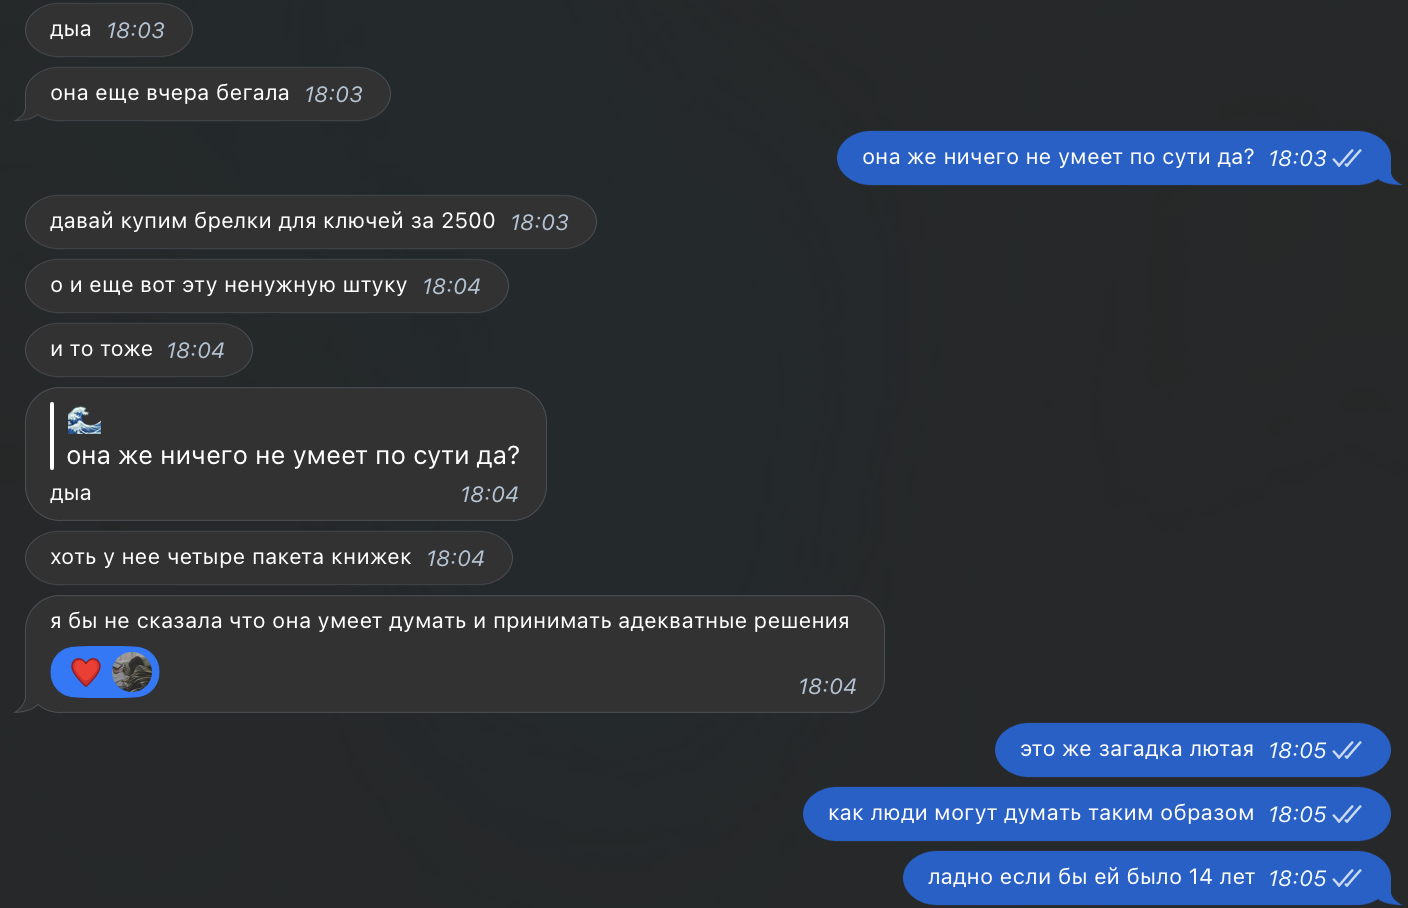 дыа 18:03
она еще вчера бегала 18:03
она же ничего не умеет по сути да? 18:03
давай купим брелки для ключей за 2500 18:03
о и еще вот эту ненужную штуку 18:04
и то тоже 18:04
🌊
она же ничего не умеет по сути да?
дыа 18:04
хоть у нее четыре пакета книжек 18:04
я бы не сказала что она умеет думать и принимать адекватные решения
18:04
это же загадка лютая 18:05
как люди могут думать таким образом 18:05
ладно если бы ей было 14 лет 18:05